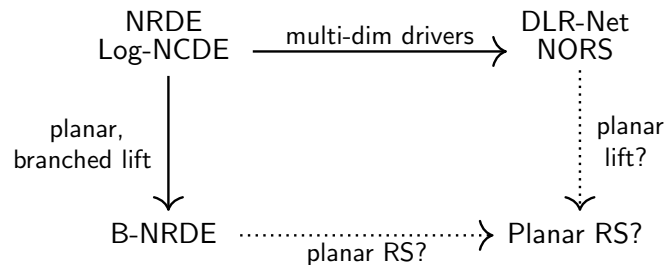 NRDE
Log-NCDE
multi-dim drivers
DLR-Net
NORS
planar,
branched lift
planar
lift?
B-NRDE
planar RS?
Planar RS?